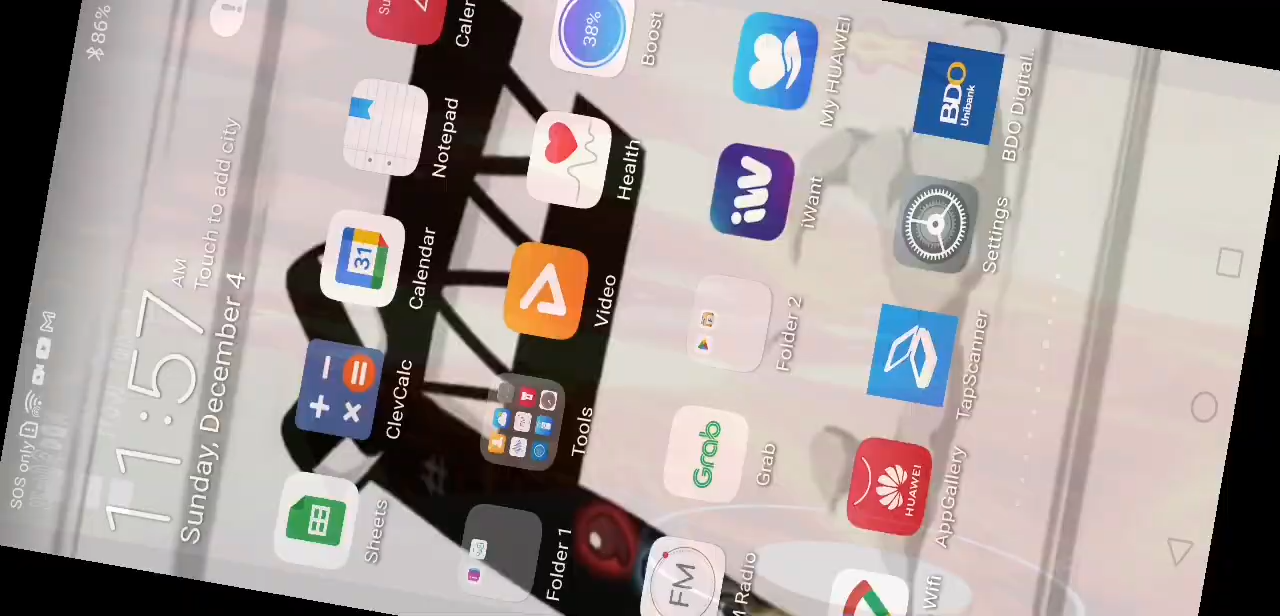 SOS only 86%
11:57 AM
Touch to add city
Sunday, December 4
31
Sheets ClevCalc Calendar Notepad
38%
Folder 1 Tools Video Health Boost
FM Grab iW
Radio Grab Folder 2 iWant My HUAWEI
HUAWEI BDO
Unibank
Wifi AppGallery TapScanner Settings BDO Digital..